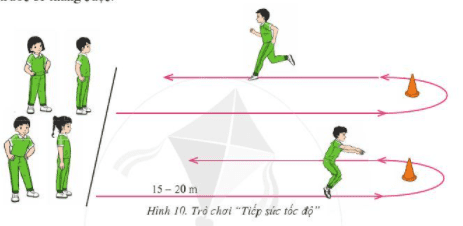 15 – 20 m
Hình 10. Trò chơi "Tiếp sức tốc độ"